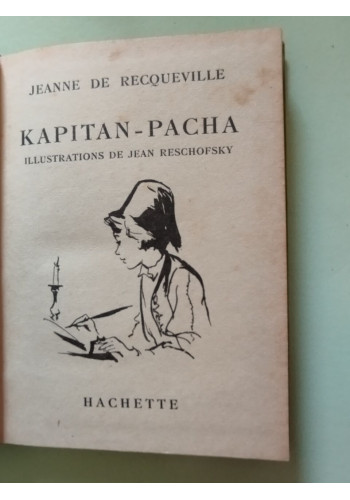 JEANNE DE RECQUEVILLE
KAPITAN-PACHA
ILLUSTRATIONS DE JEAN RESCHOFSKY
HACHETTE